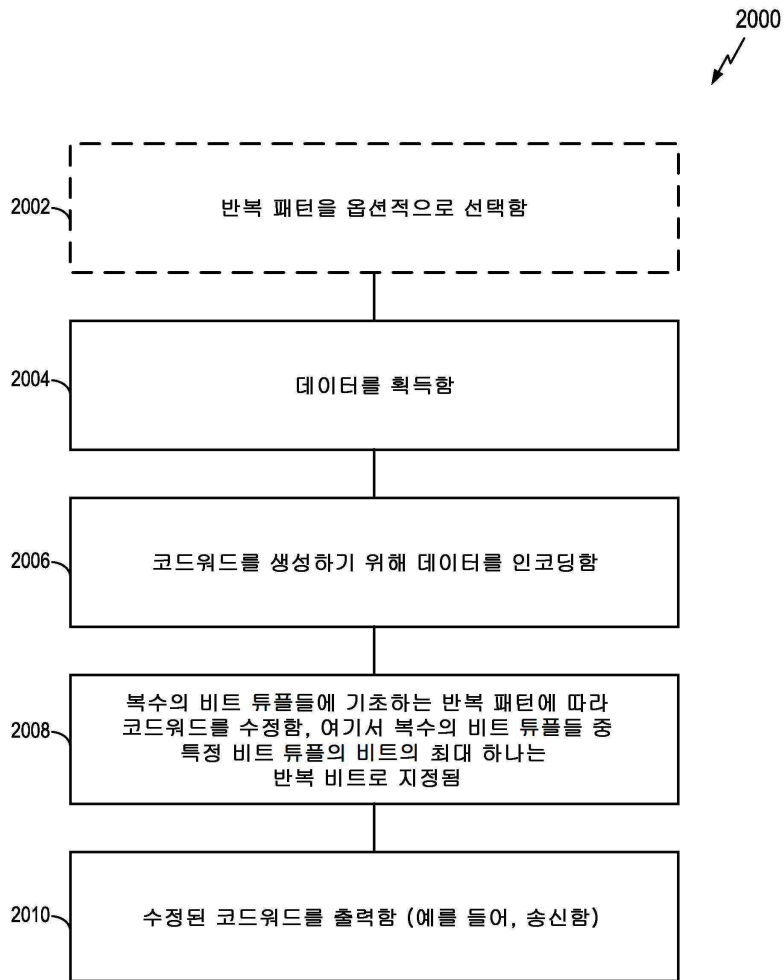 2000
2002
반복 패턴을 옵션적으로 선택함
2004
데이터를 획득함
2006
코드워드를 생성하기 위해 데이터를 인코딩함
2008
복수의 비트 튜플들에 기초하는 반복 패턴에 따라
코드워드를 수정함, 여기서 복수의 비트 튜플들 중
특정 비트 튜플의 비트의 최대 하나는
반복 비트로 지정됨
2010
수정된 코드워드를 출력함 (예를 들어, 송신함)